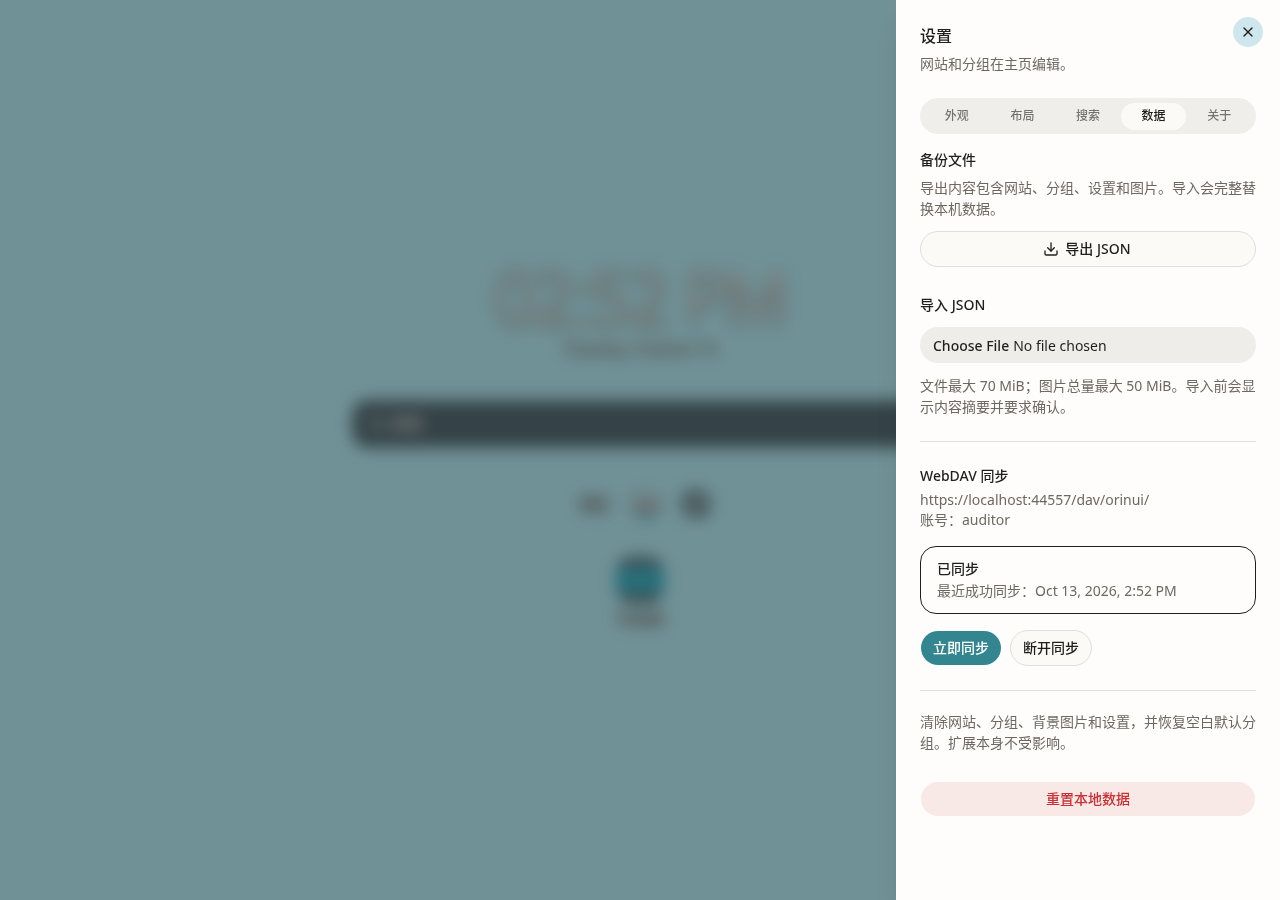 设置
网站和分组在主页编辑。
外观 布局 搜索 数据 关于
备份文件
导出内容包含网站、分组、设置和图片。导入会完整替
换本机数据。
导出 JSON
导入 JSON
Choose File No file chosen
文件最大 70 MiB；图片总量最大 50 MiB。导入前会显
示内容摘要并要求确认。
WebDAV 同步
https://localhost:44557/dav/orinui/
账号：auditor
已同步
最近成功同步：Oct 13, 2026, 2:52 PM
立即同步 断开同步
清除网站、分组、背景图片和设置，并恢复空白默认分
组。扩展本身不受影响。
重置本地数据
02:52 PM